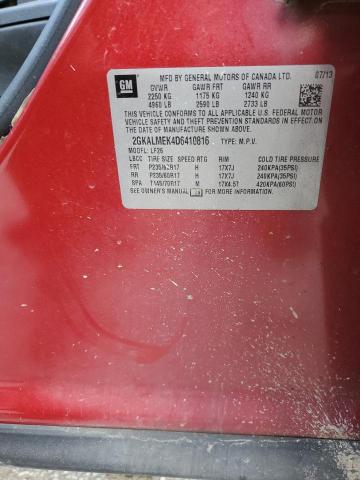 GM
MFD BY GENERAL MOTORS OF CANADA LTD. 07/13
GVWR GAWR FRT GAWR RR
2250 KG 1175 KG 1240 KG
4960 LB 2590 LB 2733 LB
THIS VEHICLE CONFORMS TO ALL APPLICABLE U.S. FEDERAL MOTOR
VEHICLE SAFETY AND THEFT PREVENTION STANDARDS IN EFFECT ON
THE DATE OF MANUFACTURE SHOWN ABOVE.
2GKALMEK4D6410816 TYPE: M.P.U.
MODEL: LF26
LBCC TIRE SIZE SPEED RTG RIM COLD TIRE PRESSURE
FRT P235/60R17 H 17X7J 240KPA(35PSI)
RR P235/60R17 H 17X7J 240KPA(35PSI)
SPA T145/70R17 M 17X4.5T 420KPA(60PSI)
SEE OWNER'S MANUAL FOR MORE INFORMATION.